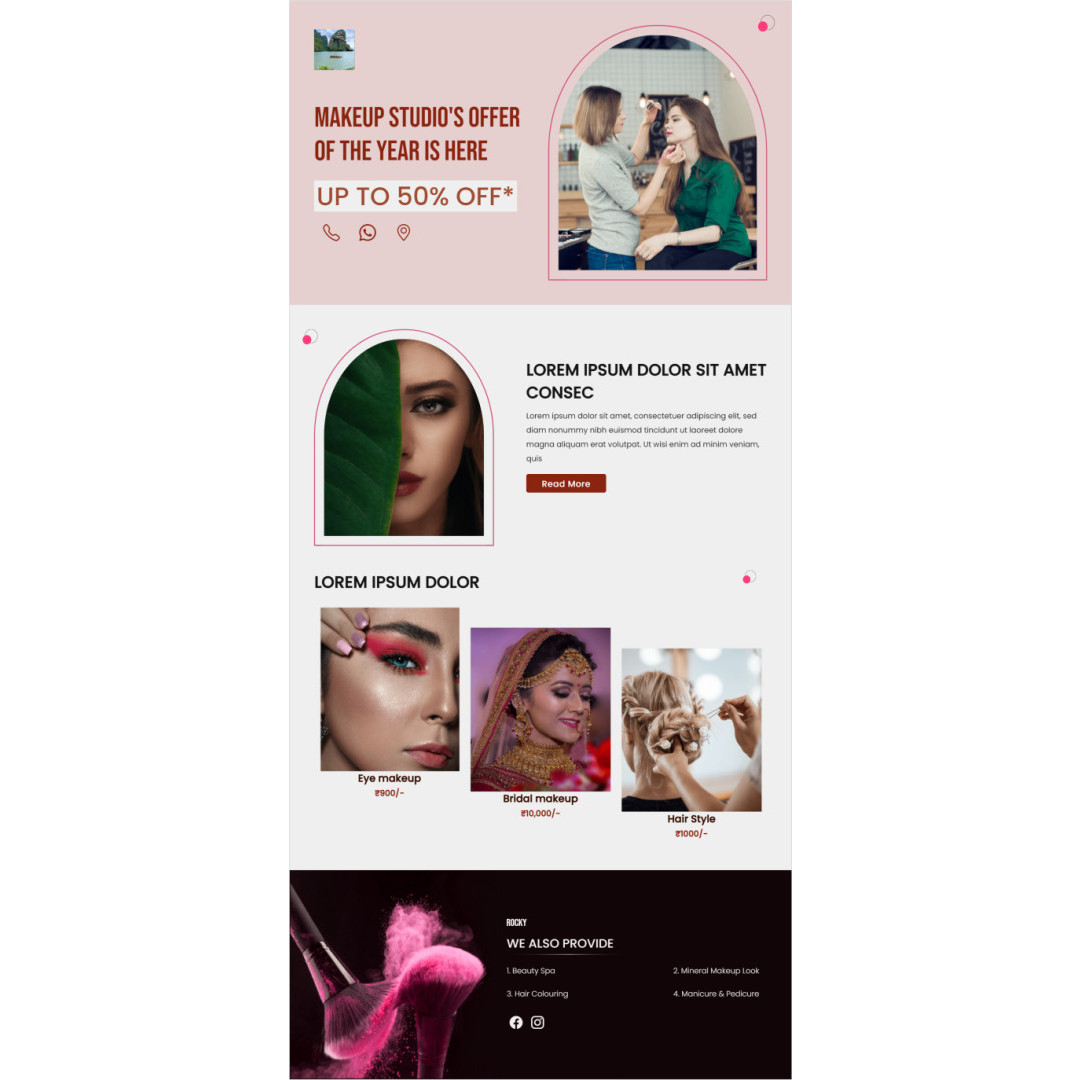 MAKEUP STUDIO'S OFFER
OF THE YEAR IS HERE
UP TO 50% OFF*
LOREM IPSUM DOLOR SIT AMET
CONSEC
Lorem ipsum dolor sit amet, consectetuer adipiscing elit, sed
diam nonummy nibh euismod tincidunt ut laoreet dolore
magna aliquam erat volutpat. Ut wisi enim ad minim veniam,
quis
Read More
LOREM IPSUM DOLOR
Eye makeup
₹900/-
Bridal makeup
₹10,000/-
Hair Style
₹1000/-
ROCKY
WE ALSO PROVIDE
1. Beauty Spa
2. Mineral Makeup Look
3. Hair Colouring
4. Manicure & Pedicure